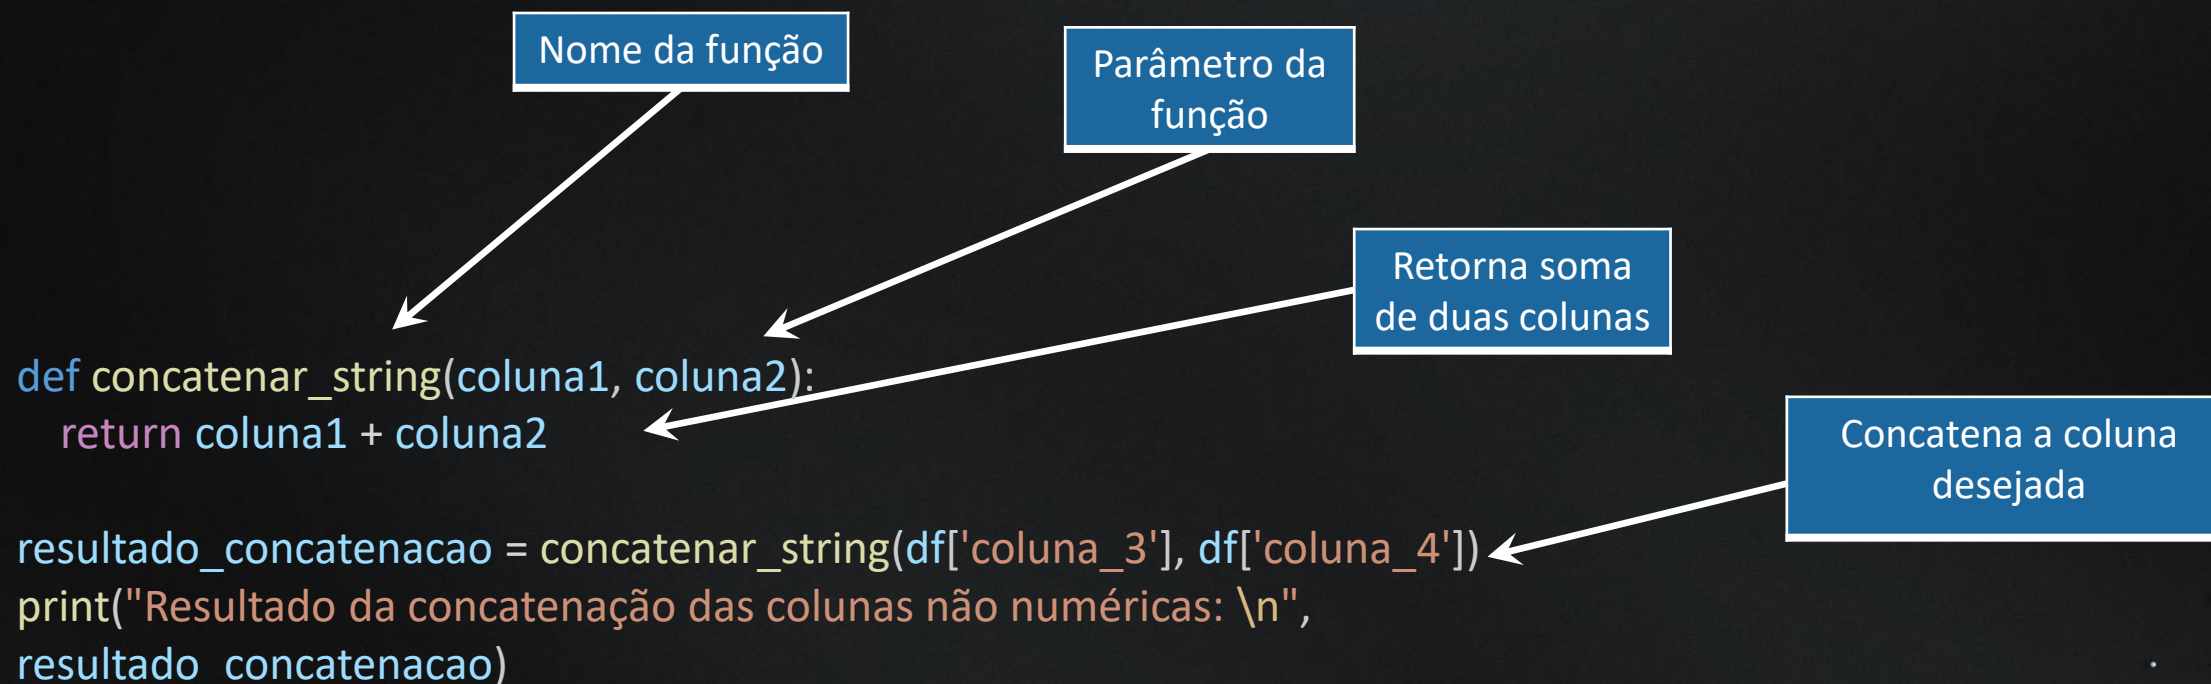 Nome da função
Parâmetro da
função
Retorna soma
de duas colunas
def concatenar_string(coluna1, coluna2):
return coluna1 + coluna2
Concatena a coluna
desejada
resultado_concatenacao = concatenar_string(df['coluna_3'], df['coluna_4'])
print("Resultado da concatenação das colunas não numéricas: \n",
resultado_concatenacao)